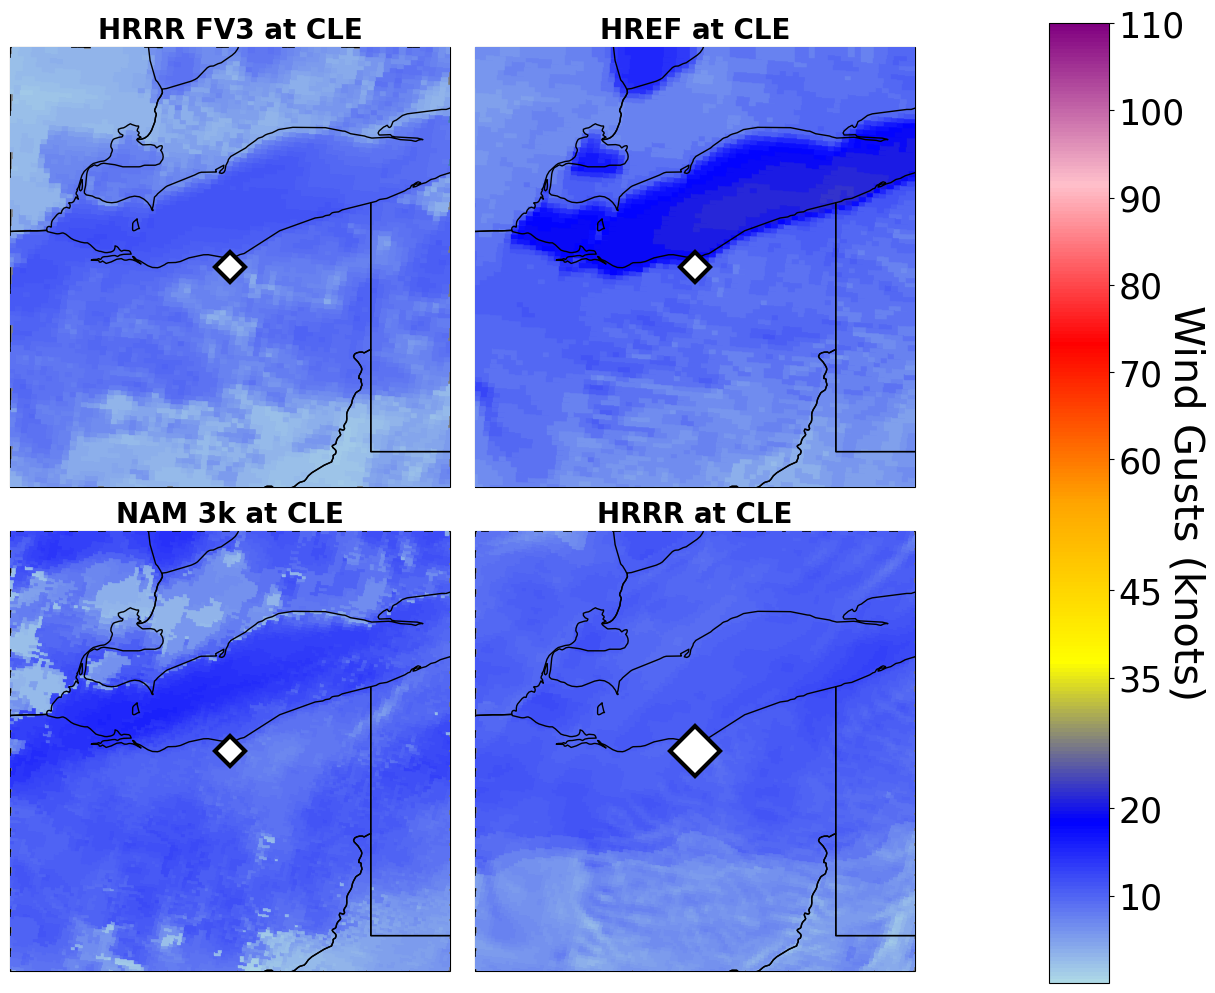 HRRR FV3 at CLE
HREF at CLE
NAM 3k at CLE
HRRR at CLE
110
100
90
80
70
60
45
35
20
10
Wind Gusts (knots)